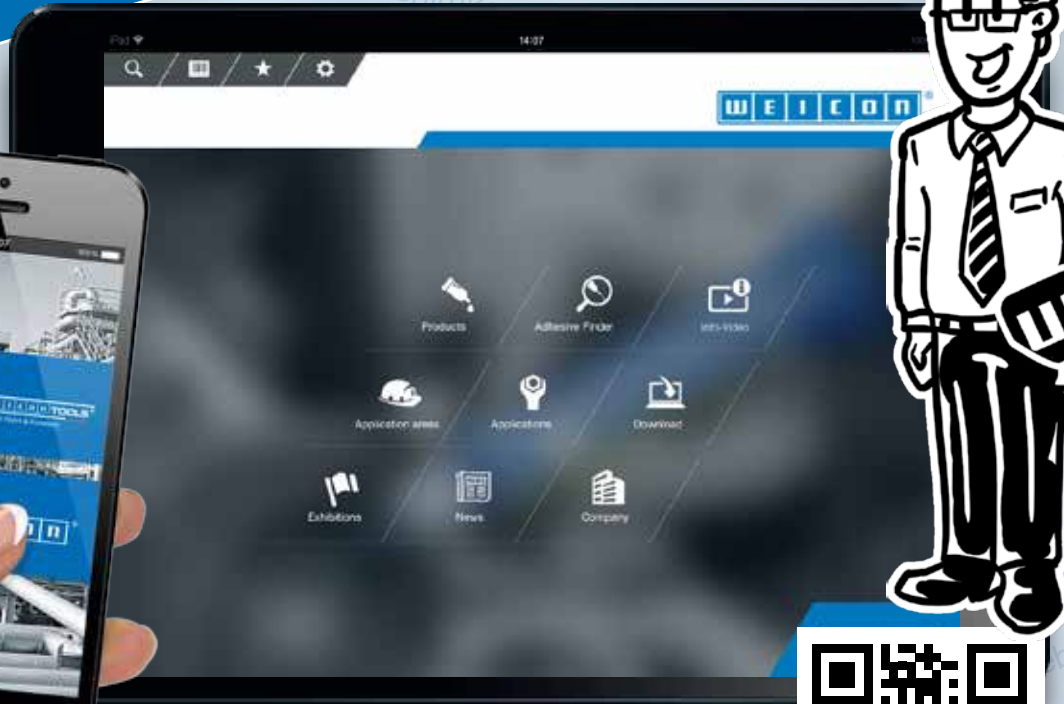 iPad
14:07
WEICON®
Products Adhesive Finder Info-Video
Application areas Applications Download
Exhibitions News Company
TOOLS®